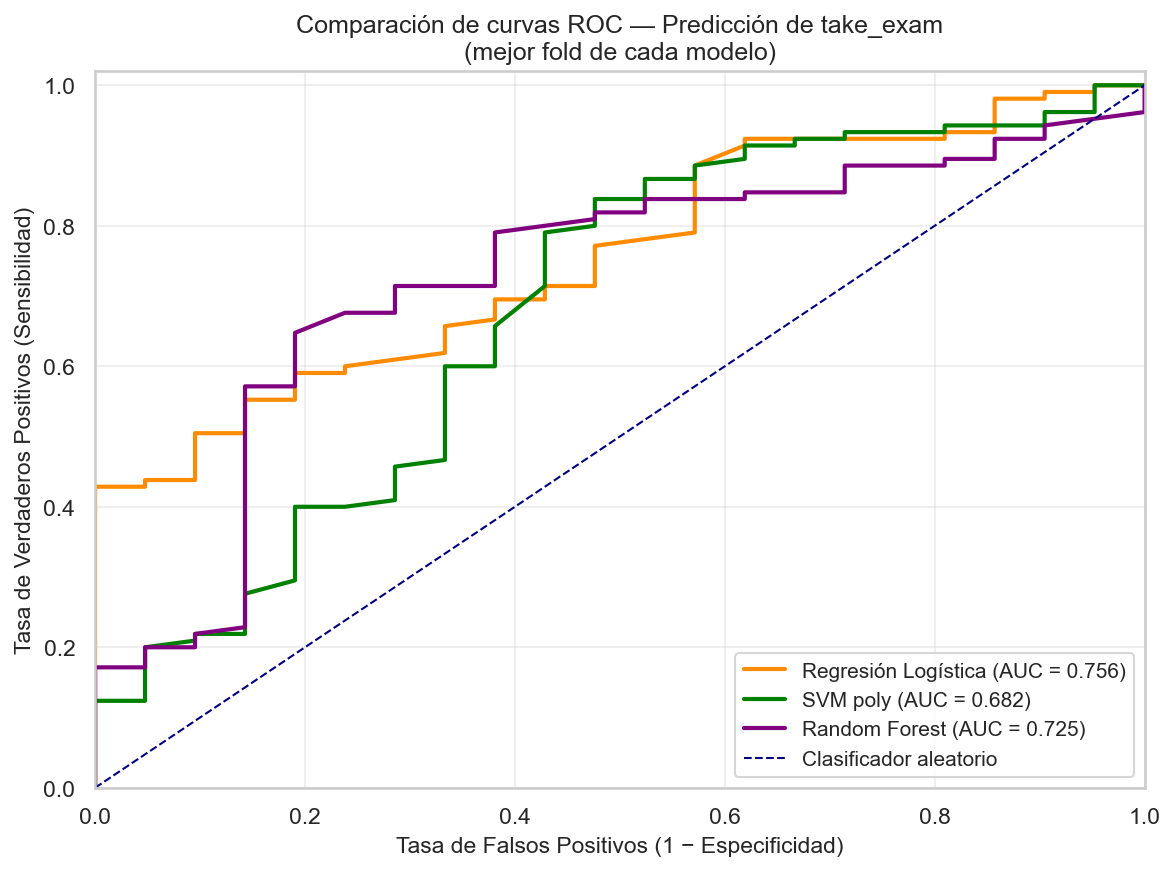 Comparación de curvas ROC — Predicción de take_exam
(mejor fold de cada modelo)
Tasa de Verdaderos Positivos (Sensibilidad)
1.0
0.8
0.6
0.4
0.2
0.0
Regresión Logística (AUC = 0.756)
SVM poly (AUC = 0.682)
Random Forest (AUC = 0.725)
Clasificador aleatorio
0.0 0.2 0.4 0.6 0.8 1.0
Tasa de Falsos Positivos (1 − Especificidad)